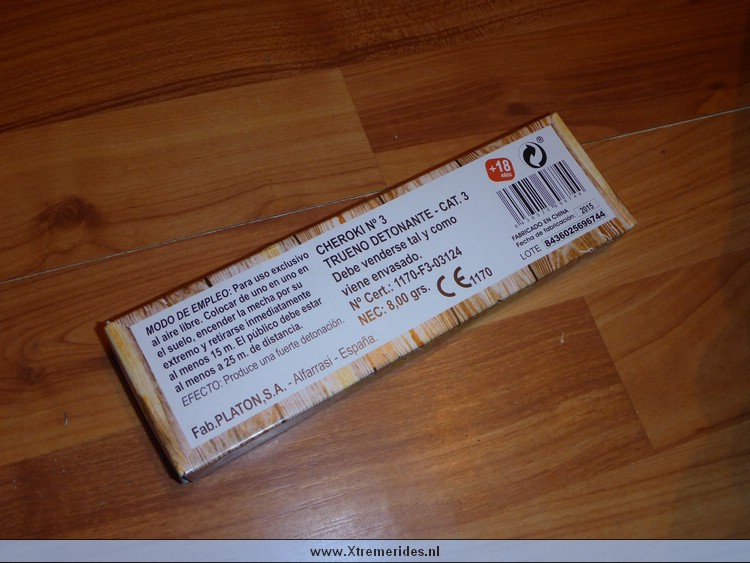 MODO DE EMPLEO: Para uso exclusivo
al aire libre. Colocar de uno en uno en
el suelo, encender la mecha por su
extremo y retirarse inmediatamente
al menos 15 m. El público debe estar
al menos a 25 m. de distancia.
EFECTO: Produce una fuerte detonación.
Fab.PLATON,S.A. - Alfarrasi - España.
CHEROKI Nº 3
TRUENO DETONANTE - CAT. 3
Debe venderse tal y como
viene envasado.
Nº Cert.: 1170-F3-03124
NEC: 8,00 grs.
CE 1170
+18
AÑOS
®
FABRICADO EN CHINA
Fecha de fabricación: 2015
LOTE 8436025696744
www.Xtremerides.nl